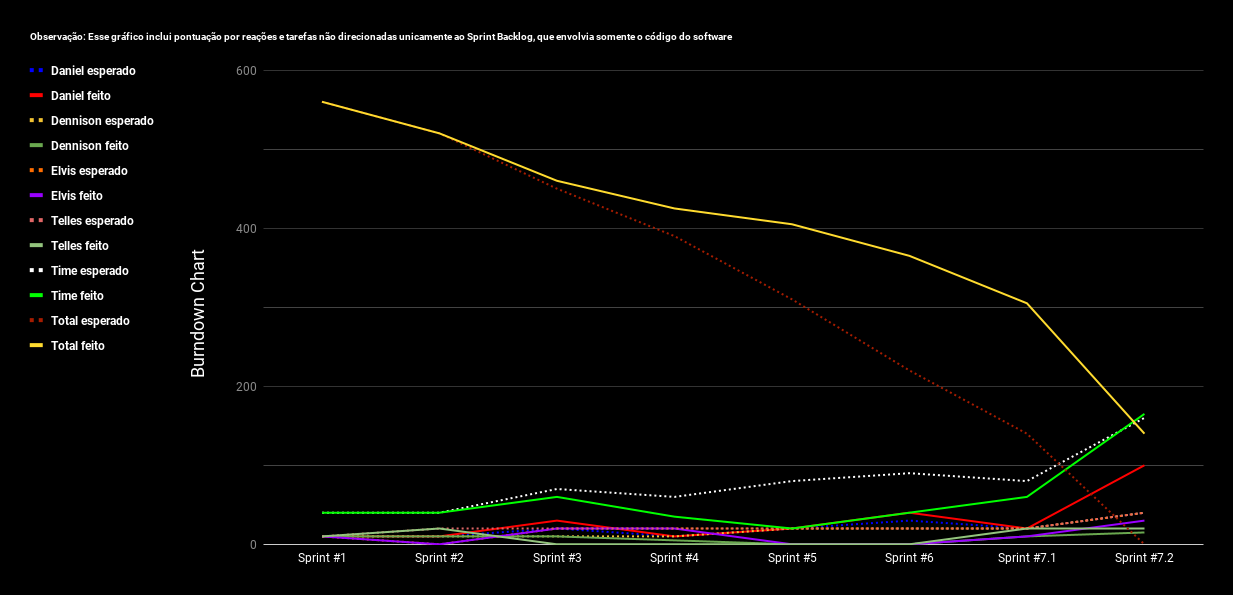 Observação: Esse gráfico inclui pontuação por reações e tarefas não direcionadas unicamente ao Sprint Backlog, que envolvia somente o código do software
Daniel esperado
Daniel feito
Dennison esperado
Dennison feito
Elvis esperado
Elvis feito
Telles esperado
Telles feito
Time esperado
Time feito
Total esperado
Total feito
Burndown Chart
600
400
200
0
Sprint #1
Sprint #2
Sprint #3
Sprint #4
Sprint #5
Sprint #6
Sprint #7.1
Sprint #7.2